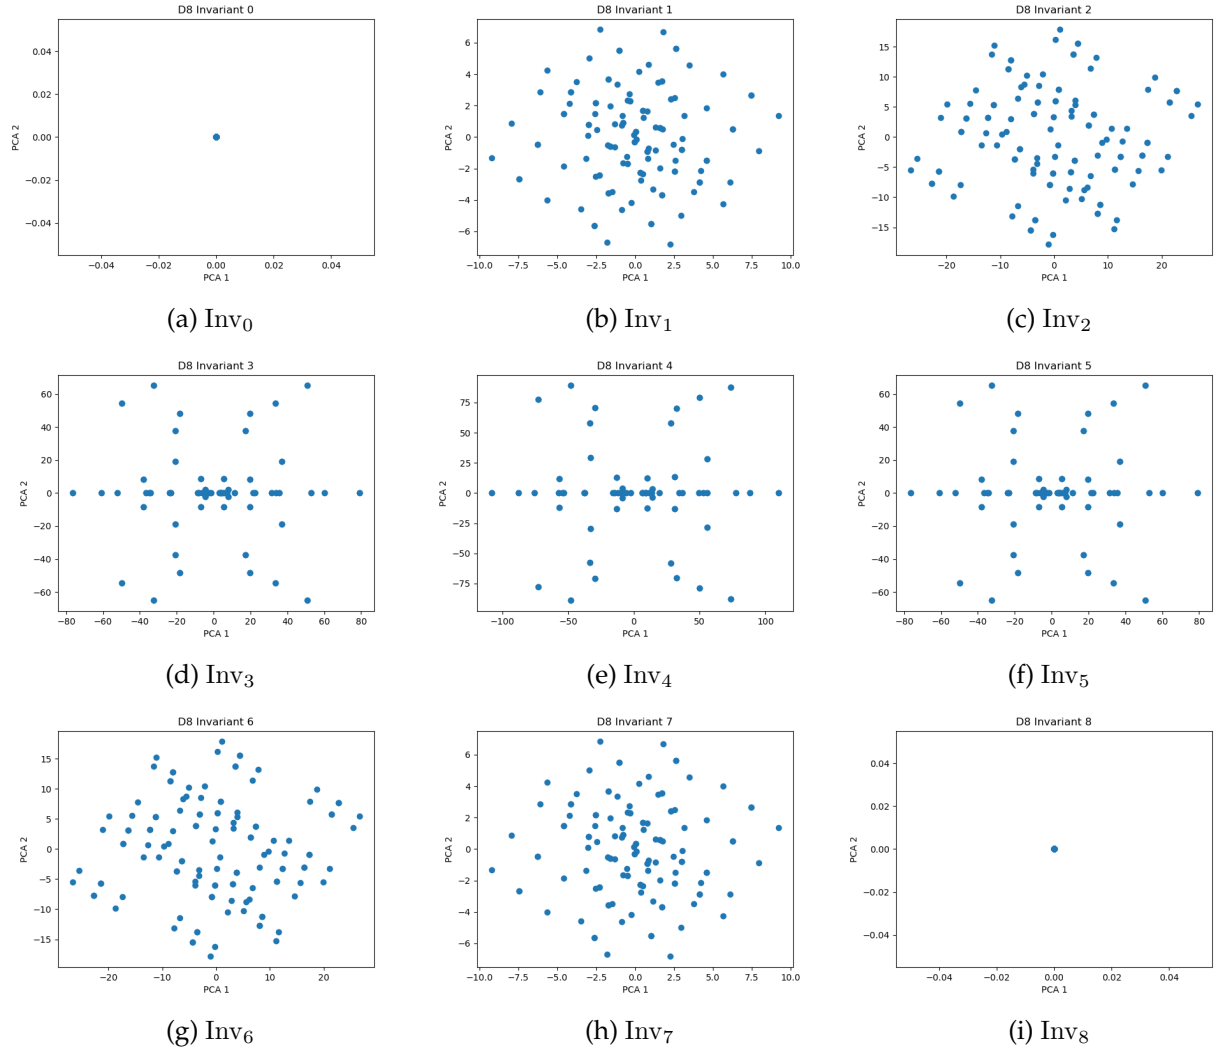 D8 Invariant 0
PCA 2
0.04
0.02
0.00
−0.02
−0.04
−0.04 −0.02 0.00 0.02 0.04
PCA 1
(a) Inv₀
D8 Invariant 1
PCA 2
6
4
2
0
−2
−4
−6
−10.0 −7.5 −5.0 −2.5 0.0 2.5 5.0 7.5 10.0
PCA 1
(b) Inv₁
D8 Invariant 2
PCA 2
15
10
5
0
−5
−10
−15
−20 −10 0 10 20
PCA 1
(c) Inv₂
D8 Invariant 3
PCA 2
60
40
20
0
−20
−40
−60
−80 −60 −40 −20 0 20 40 60 80
PCA 1
(d) Inv₃
D8 Invariant 4
PCA 2
75
50
25
0
−25
−50
−75
−100 −50 0 50 100
PCA 1
(e) Inv₄
D8 Invariant 5
PCA 2
60
40
20
0
−20
−40
−60
−80 −60 −40 −20 0 20 40 60 80
PCA 1
(f) Inv₅
D8 Invariant 6
PCA 2
15
10
5
0
−5
−10
−15
−20 −10 0 10 20
PCA 1
(g) Inv₆
D8 Invariant 7
PCA 2
6
4
2
0
−2
−4
−6
−10.0 −7.5 −5.0 −2.5 0.0 2.5 5.0 7.5 10.0
PCA 1
(h) Inv₇
D8 Invariant 8
PCA 2
0.04
0.02
0.00
−0.02
−0.04
−0.04 −0.02 0.00 0.02 0.04
PCA 1
(i) Inv₈